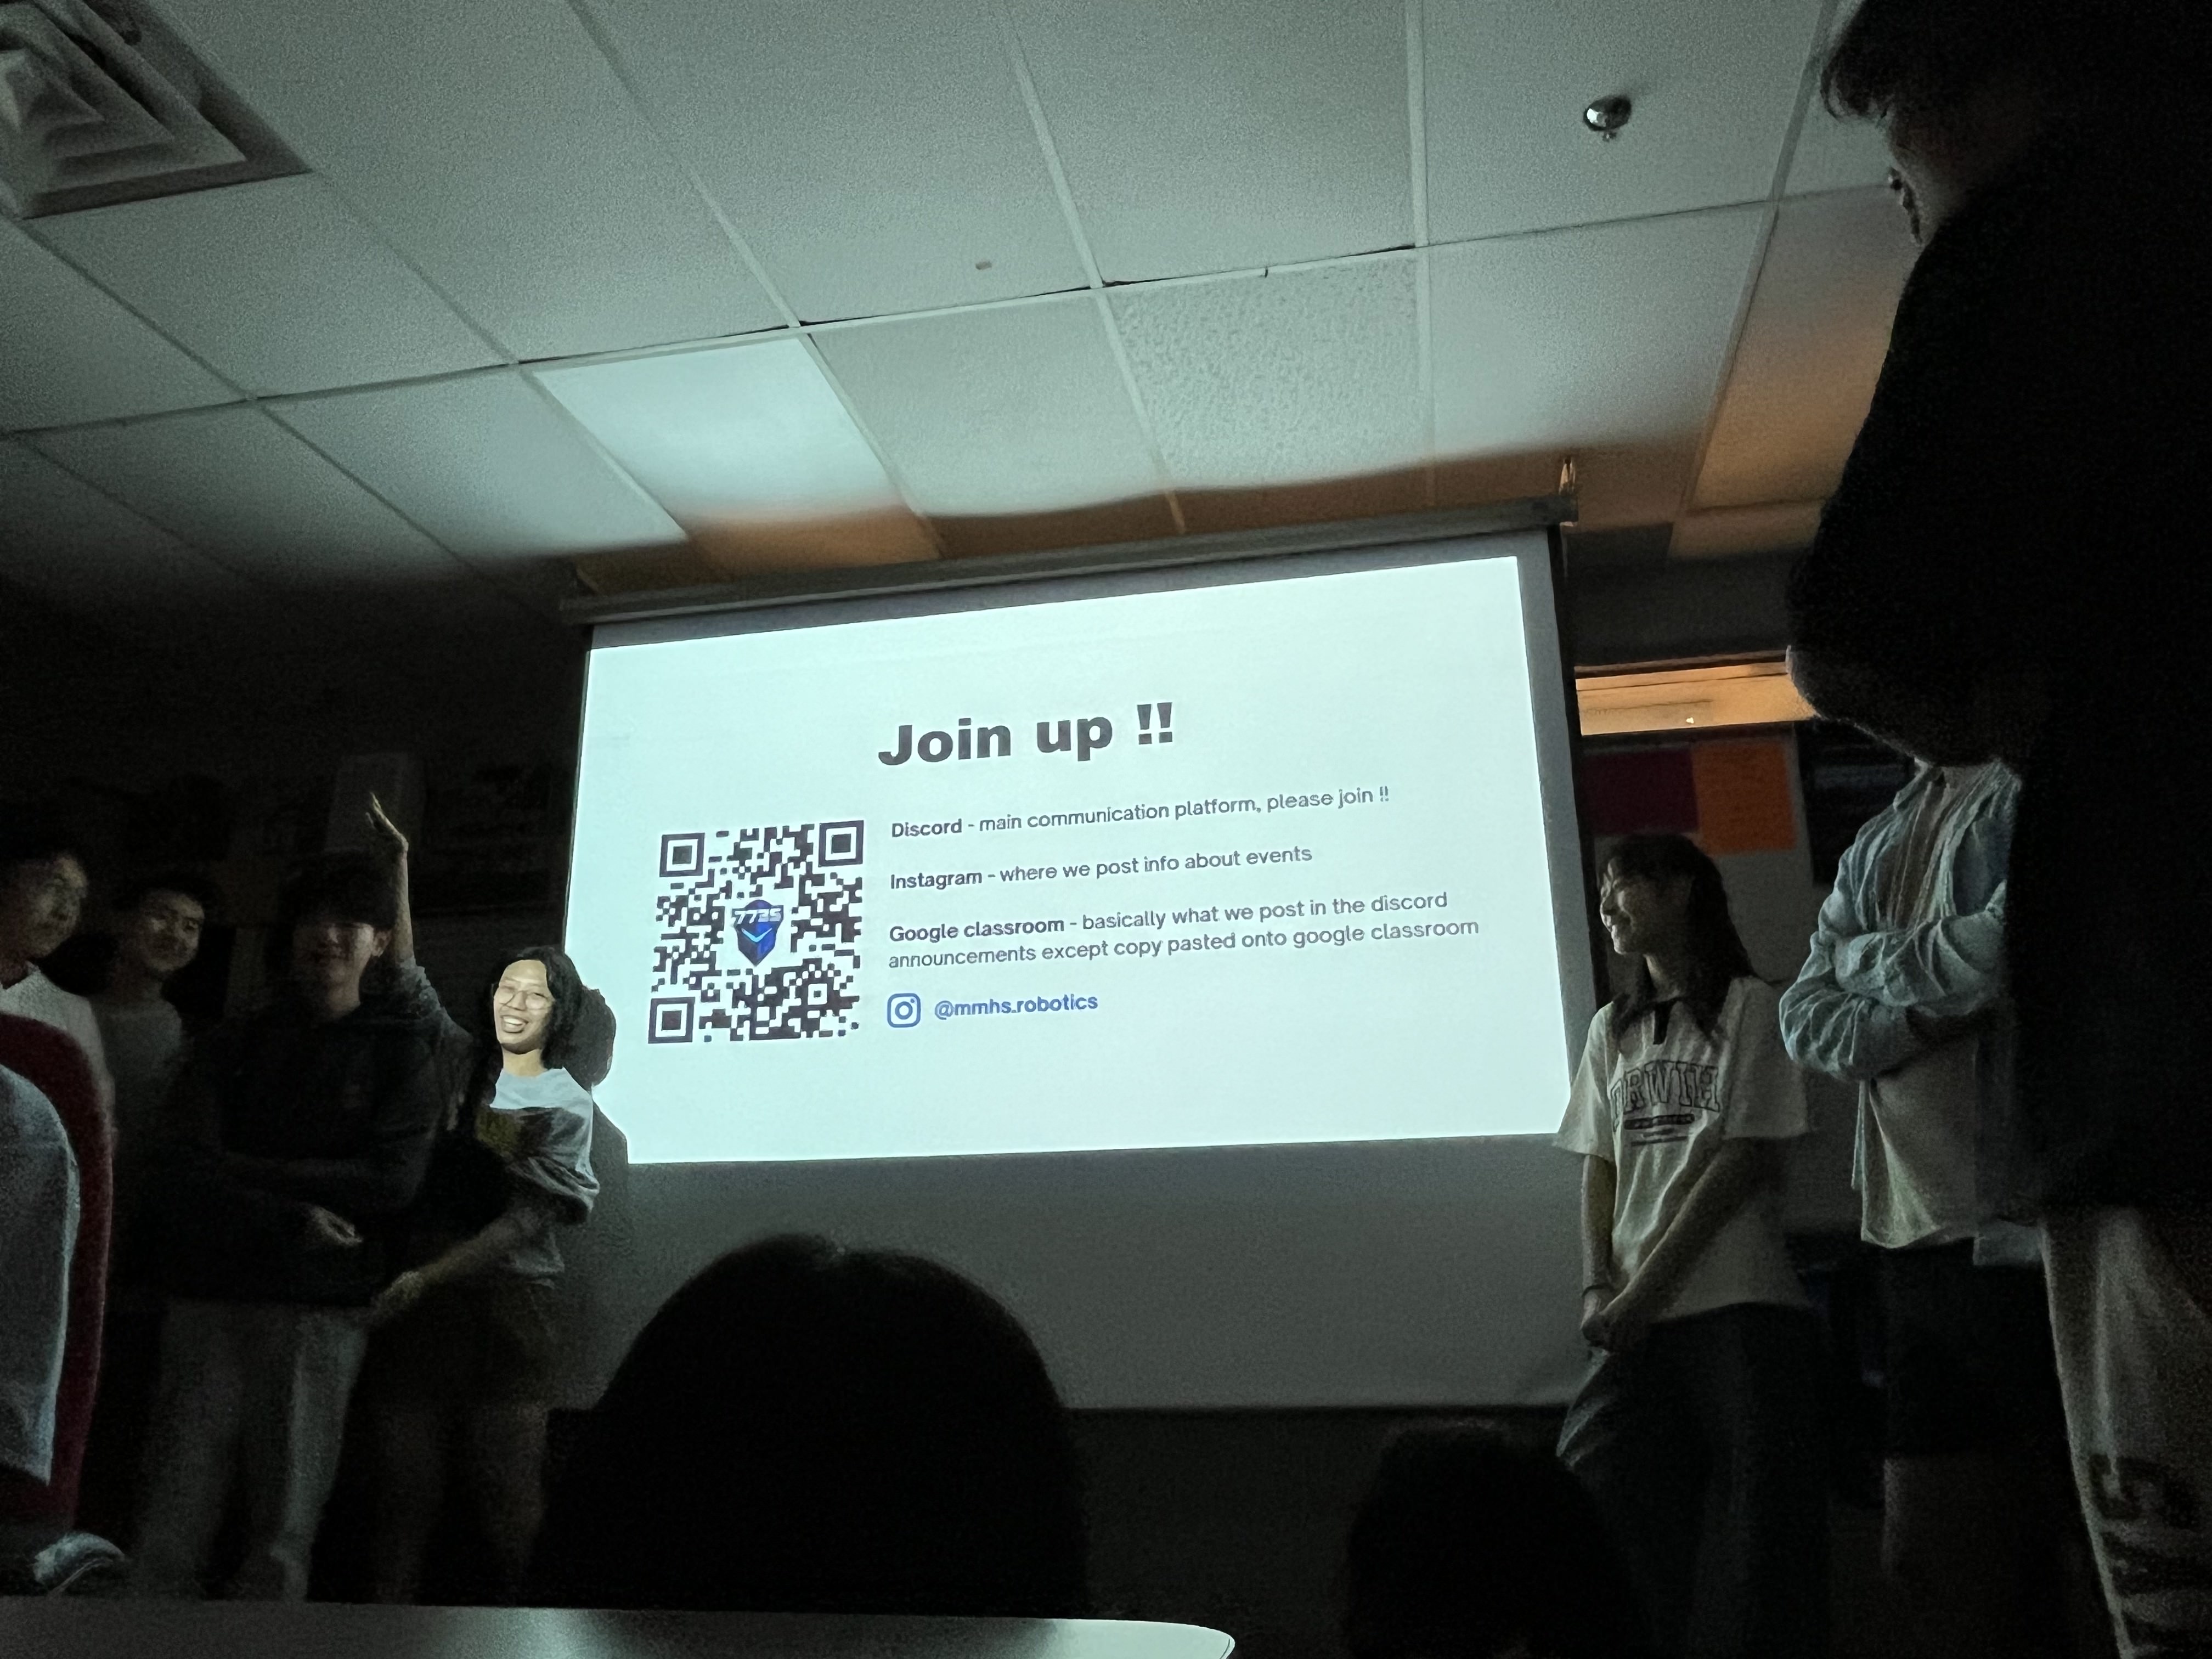 Join up !!
Discord - main communication platform, please join !!
Instagram - where we post info about events
Google classroom - basically what we post in the discord
announcements except copy pasted onto google classroom
@mmhs.robotics
7725